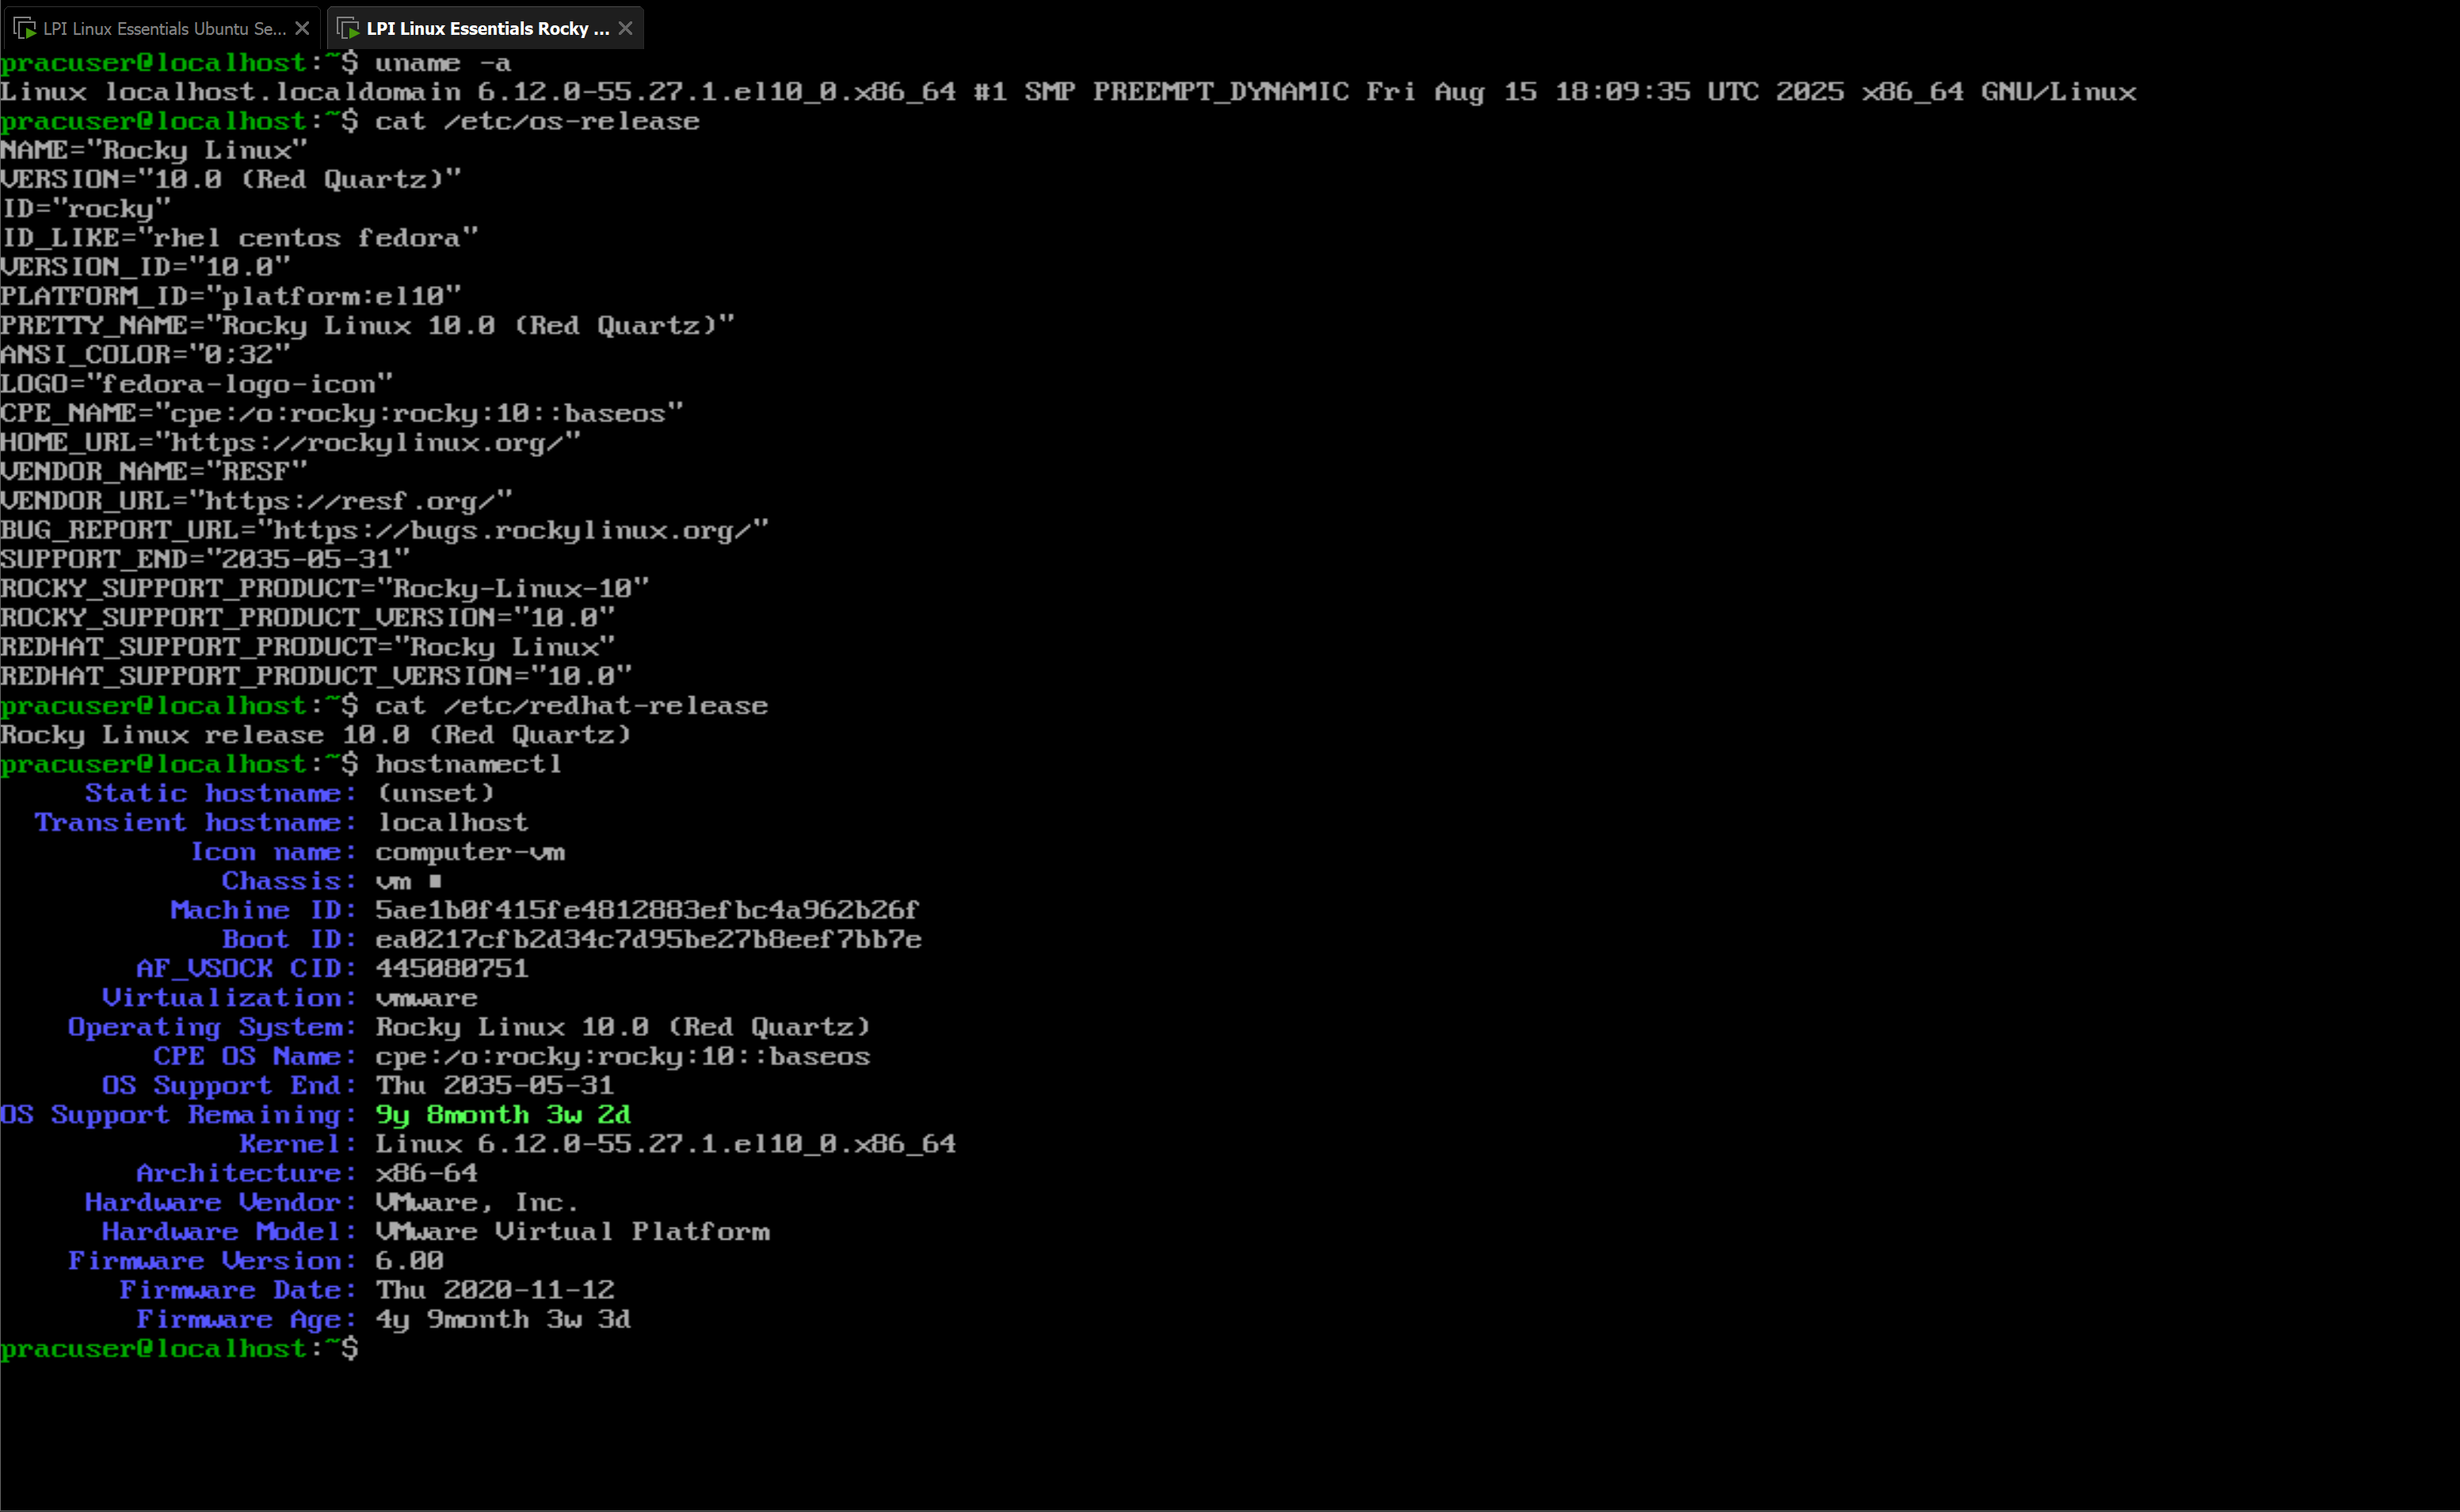 LPI Linux Essentials Ubuntu Se... LPI Linux Essentials Rocky ...
pracuser@localhost:~$ uname -a
Linux localhost.localdomain 6.12.0-55.27.1.el10_0.x86_64 #1 SMP PREEMPT_DYNAMIC Fri Aug 15 18:09:35 UTC 2025 x86_64 GNU/Linux
pracuser@localhost:~$ cat /etc/os-release
NAME="Rocky Linux"
VERSION="10.0 (Red Quartz)"
ID="rocky"
ID_LIKE="rhel centos fedora"
VERSION_ID="10.0"
PLATFORM_ID="platform:el10"
PRETTY_NAME="Rocky Linux 10.0 (Red Quartz)"
ANSI_COLOR="0;32"
LOGO="fedora-logo-icon"
CPE_NAME="cpe:/o:rocky:rocky:10::baseos"
HOME_URL="https://rockylinux.org/"
VENDOR_NAME="RESF"
VENDOR_URL="https://resf.org/"
BUG_REPORT_URL="https://bugs.rockylinux.org/"
SUPPORT_END="2035-05-31"
ROCKY_SUPPORT_PRODUCT="Rocky-Linux-10"
ROCKY_SUPPORT_PRODUCT_VERSION="10.0"
REDHAT_SUPPORT_PRODUCT="Rocky Linux"
REDHAT_SUPPORT_PRODUCT_VERSION="10.0"
pracuser@localhost:~$ cat /etc/redhat-release
Rocky Linux release 10.0 (Red Quartz)
pracuser@localhost:~$ hostnamectl
Static hostname: (unset)
Transient hostname: localhost
Icon name: computer-vm
Chassis: vm ■
Machine ID: 5ae1b0f415fe4812883efbc4a962b26f
Boot ID: ea0217cfb2d34c7d95be27b8eef7bb7e
AF_VSOCK CID: 445080751
Virtualization: vmware
Operating System: Rocky Linux 10.0 (Red Quartz)
CPE OS Name: cpe:/o:rocky:rocky:10::baseos
OS Support End: Thu 2035-05-31
OS Support Remaining: 9y 8month 3w 2d
Kernel: Linux 6.12.0-55.27.1.el10_0.x86_64
Architecture: x86-64
Hardware Vendor: VMware, Inc.
Hardware Model: VMware Virtual Platform
Firmware Version: 6.00
Firmware Date: Thu 2020-11-12
Firmware Age: 4y 9month 3w 3d
pracuser@localhost:~$